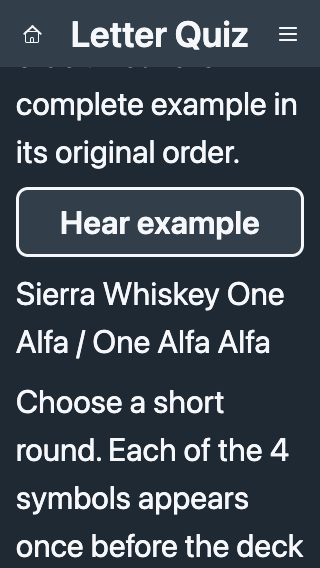 Letter Quiz
complete example in
its original order.
Hear example
Sierra Whiskey One
Alfa / One Alfa Alfa
Choose a short
round. Each of the 4
symbols appears
once before the deck